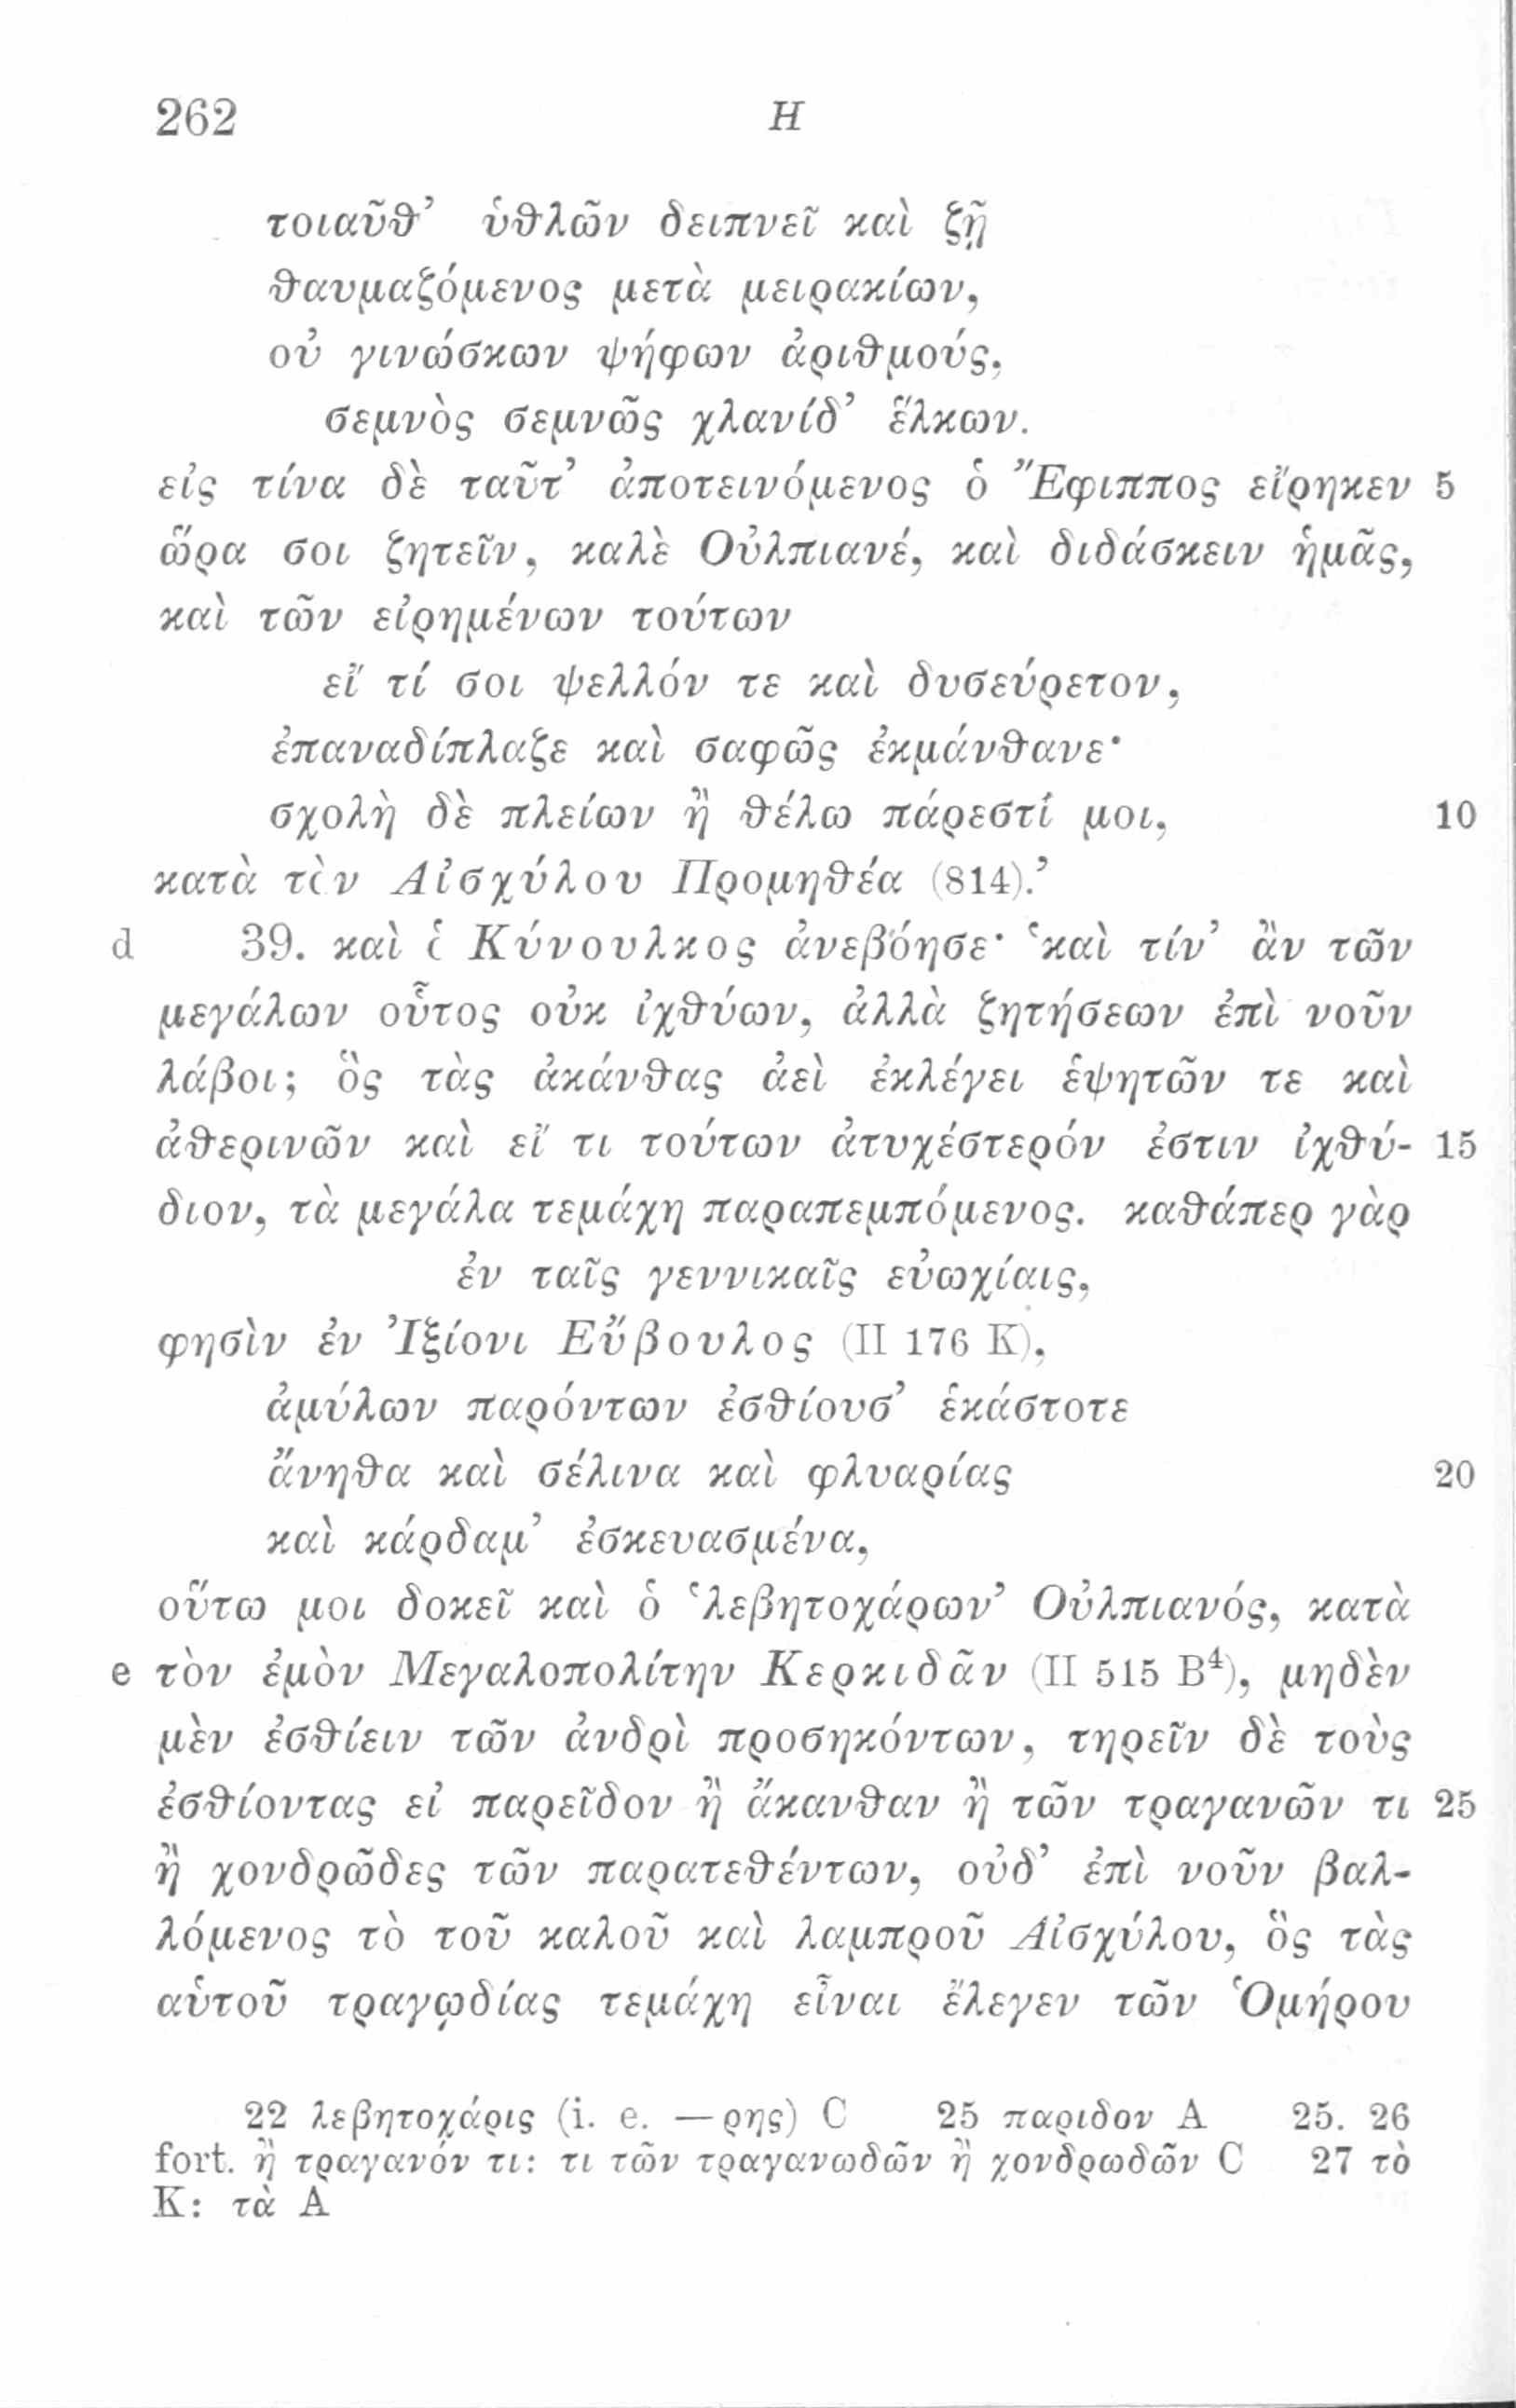 262 H
τοιαῦθ’ ὑθλῶν δειπνεῖ καὶ ζῇ
θαυμαζόμενος μετὰ μειρακίων,
οὐ γινώσκων ψήφων ἀριθμούς,
σεμνὸς σεμνῶς χλανίδ’ ἕλκων.
εἰς τίνα δὲ ταῦτ’ ἀποτεινόμενος ὁ Ἔφιππος εἴρηκεν 5
ὥρα σοι ζητεῖν, καλὲ Οὐλπιανέ, καὶ διδάσκειν ἡμᾶς,
καὶ τῶν εἰρημένων τούτων
εἴ τί σοι ψελλόν τε καὶ δυσεύρετον,
ἐπαναδίπλαζε καὶ σαφῶς ἐκμάνθανε·
σχολὴ δὲ πλείων ἢ θέλω πάρεστί μοι, 10
κατὰ τὸν Αἰσχύλου Προμηθέα (814).’
d 39. καὶ ὁ Κύνουλκος ἀνεβόησε· ‘καὶ τίν’ ἂν τῶν
μεγάλων οὗτος οὐκ ἰχθύων, ἀλλὰ ζητήσεων ἐπὶ νοῦν
λάβοι; ὃς τὰς ἀκάνθας ἀεὶ ἐκλέγει ἑψητῶν τε καὶ
ἀθερινῶν καὶ εἴ τι τούτων ἀτυχέστερόν ἐστιν ἰχθύ- 15
διον, τὰ μεγάλα τεμάχη παραπεμπόμενος. καθάπερ γὰρ
ἐν ταῖς γεννικαῖς εὐωχίαις,
φησὶν ἐν Ἰξίονι Εὔβουλος (II 176 K),
ἀμύλων παρόντων ἐσθίουσ’ ἑκάστοτε
ἄνηθα καὶ σέλινα καὶ φλυαρίας 20
καὶ κάρδαμ’ ἐσκευασμένα,
οὕτω μοι δοκεῖ καὶ ὁ ‘λεβητοχάρων’ Οὐλπιανός, κατὰ
e τὸν ἐμὸν Μεγαλοπολίτην Κερκιδᾶν (II 515 B⁴), μηδὲν
μὲν ἐσθίειν τῶν ἀνδρὶ προσηκόντων, τηρεῖν δὲ τοὺς
ἐσθίοντας εἰ παρεῖδον ἢ ἄκανθαν ἢ τῶν τραγανῶν τι 25
ἢ χονδρῶδες τῶν παρατεθέντων, οὐδ’ ἐπὶ νοῦν βαλ-
λόμενος τὸ τοῦ καλοῦ καὶ λαμπροῦ Αἰσχύλου, ὃς τὰς
αὑτοῦ τραγῳδίας τεμάχη εἶναι ἔλεγεν τῶν Ὁμήρου
22 λεβητοχάρις (i. e. —ρης) C 25 παριδον A 25. 26
fort. ἢ τραγανόν τι: τι τῶν τραγανωδῶν ἢ χονδρωδῶν C 27 τὸ
K: τὰ A